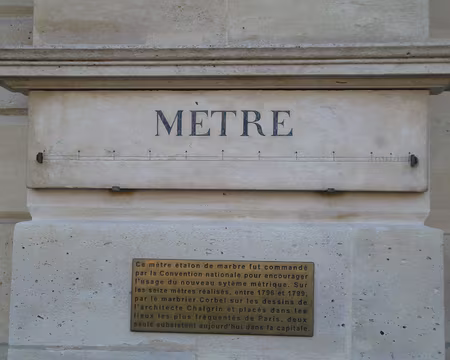 MÈTRE
Ce mètre étalon de marbre fut commandé
par la Convention nationale pour encourager
l'usage du nouveau sytème métrique. Sur
les seize mètres réalisés, entre 1796 et 1799,
par le marbrier Corbel sur les dessins de
l'architecte Chalgrin et placés dans les
lieux les plus fréquentés de Paris, deux
seuls subsistent aujourd'hui dans la capitale